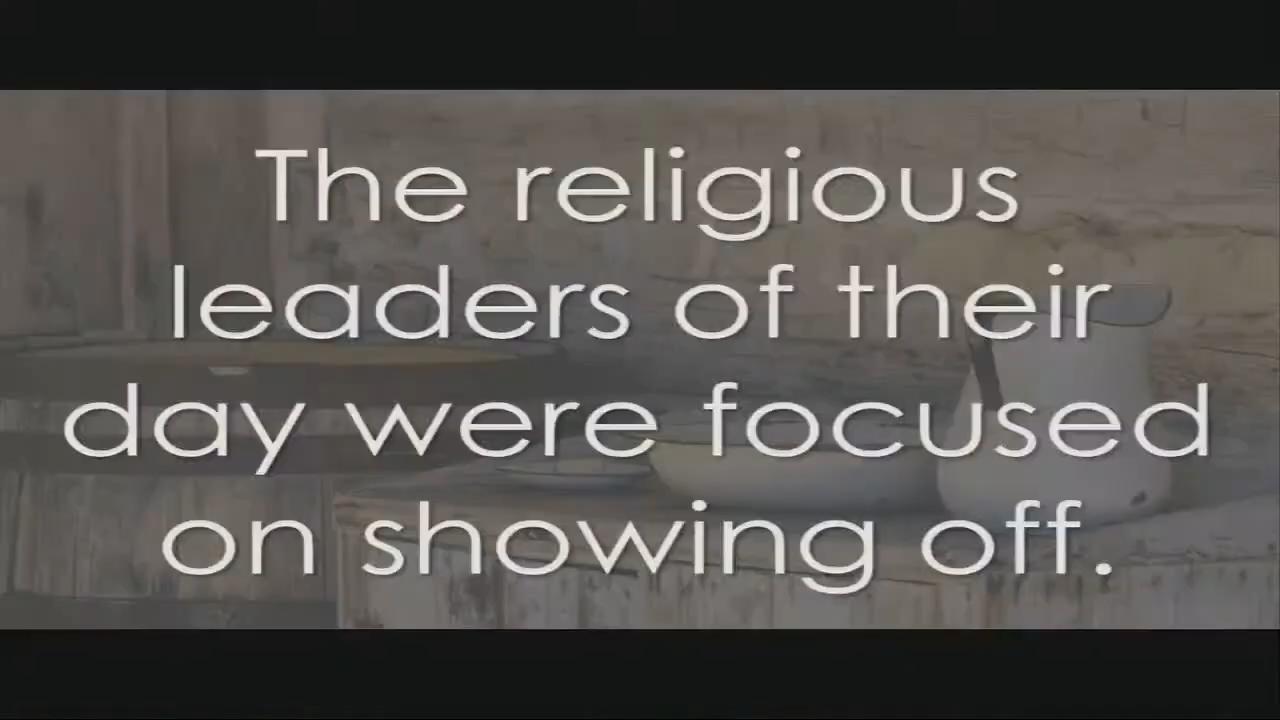 The religious
leaders of their
day were focused
on showing off.